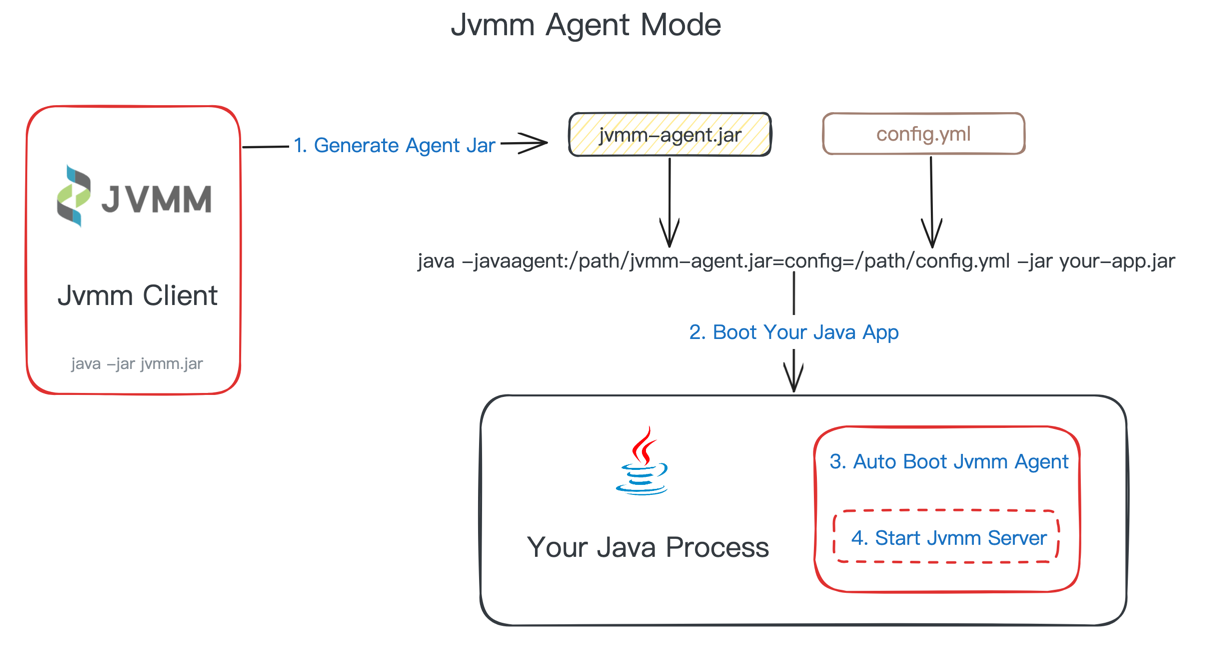 Jvmm Agent Mode
1. Generate Agent Jar
jvmm-agent.jar
config.yml
JVMM
Jvmm Client
java -jar jvmm.jar
java -javaagent:/path/jvmm-agent.jar=config=/path/config.yml -jar your-app.jar
2. Boot Your Java App
3. Auto Boot Jvmm Agent
4. Start Jvmm Server
Your Java Process